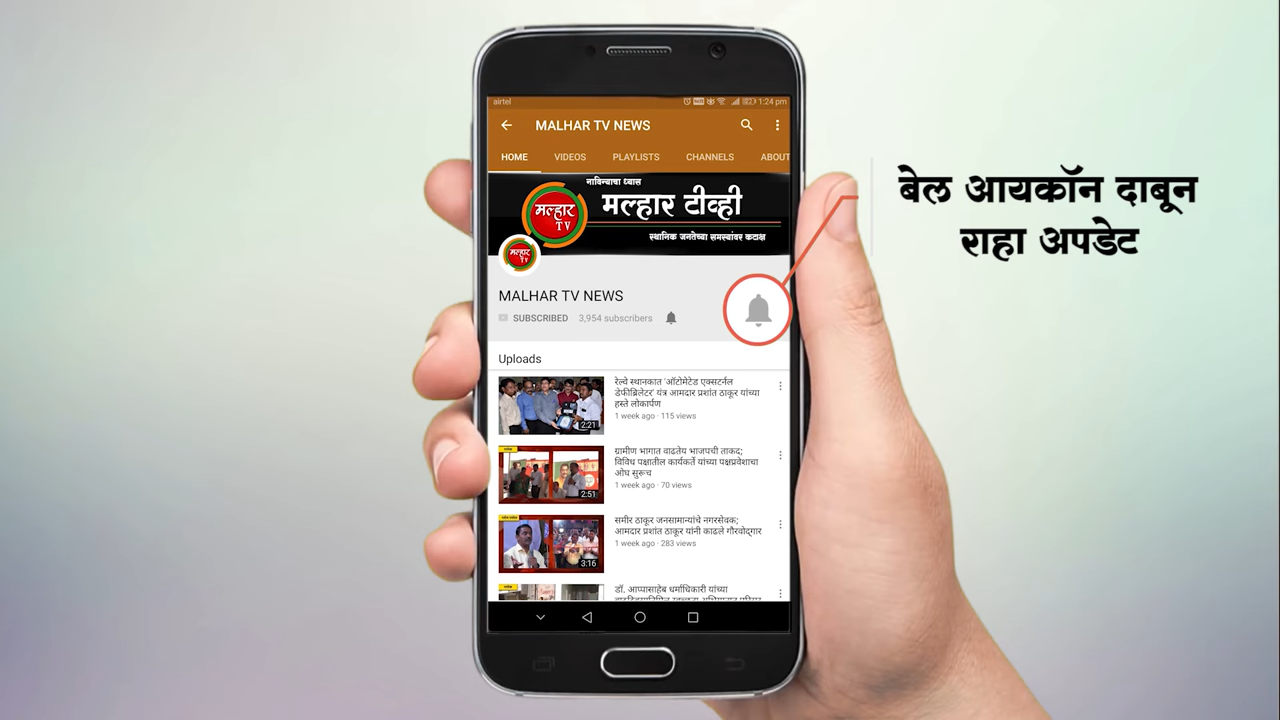 airtel
1:24 pm
MALHAR TV NEWS
HOME VIDEOS PLAYLISTS CHANNELS ABOUT
नाविन्याचा ध्यास
मल्हार टीव्ही
स्थानिक जनतेच्या समस्यांवर कटाक्ष
मल्हार
TV
मल्हार
TV
MALHAR TV NEWS
SUBSCRIBED 3,954 subscribers
Uploads
रेल्वे स्थानकात 'ऑटोमेटेड एक्सटर्नल
डेफीब्रिलेटर' यंत्र आमदार प्रशांत ठाकूर यांच्या
हस्ते लोकार्पण
1 week ago · 115 views
2:21
ग्रामीण भागात वाढतेय भाजपची ताकद;
विविध पक्षातील कार्यकर्ते यांच्या पक्षप्रवेशाचा
ओघ सुरूच
1 week ago · 70 views
2:51
समीर ठाकूर जनसामान्यांचे नगरसेवक;
आमदार प्रशांत ठाकूर यांनी काढले गौरवोद्गार
1 week ago · 283 views
3:16
डॉ. आप्पासाहेब धर्माधिकारी यांच्या
बेल आयकॉन दाबून
राहा अपडेट